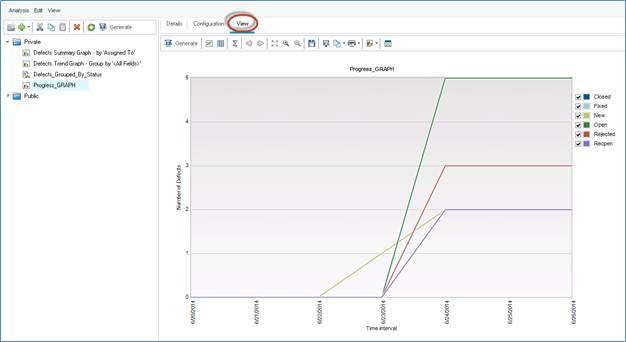 Analysis Edit View
Generate
Private
Defects Summary Graph - by 'Assigned To'
Defects Trend Graph - Group by '<All Fields>'
Defects_Grouped_By_Status
Progress_GRAPH
Public
Details Configuration View
Generate
Progress_GRAPH
Number of Defects
5
4
3
2
1
0
6/20/2014
6/21/2014
6/22/2014
6/23/2014
6/24/2014
6/25/2014
6/26/2014
Time interval
Closed
Fixed
New
Open
Rejected
Reopen